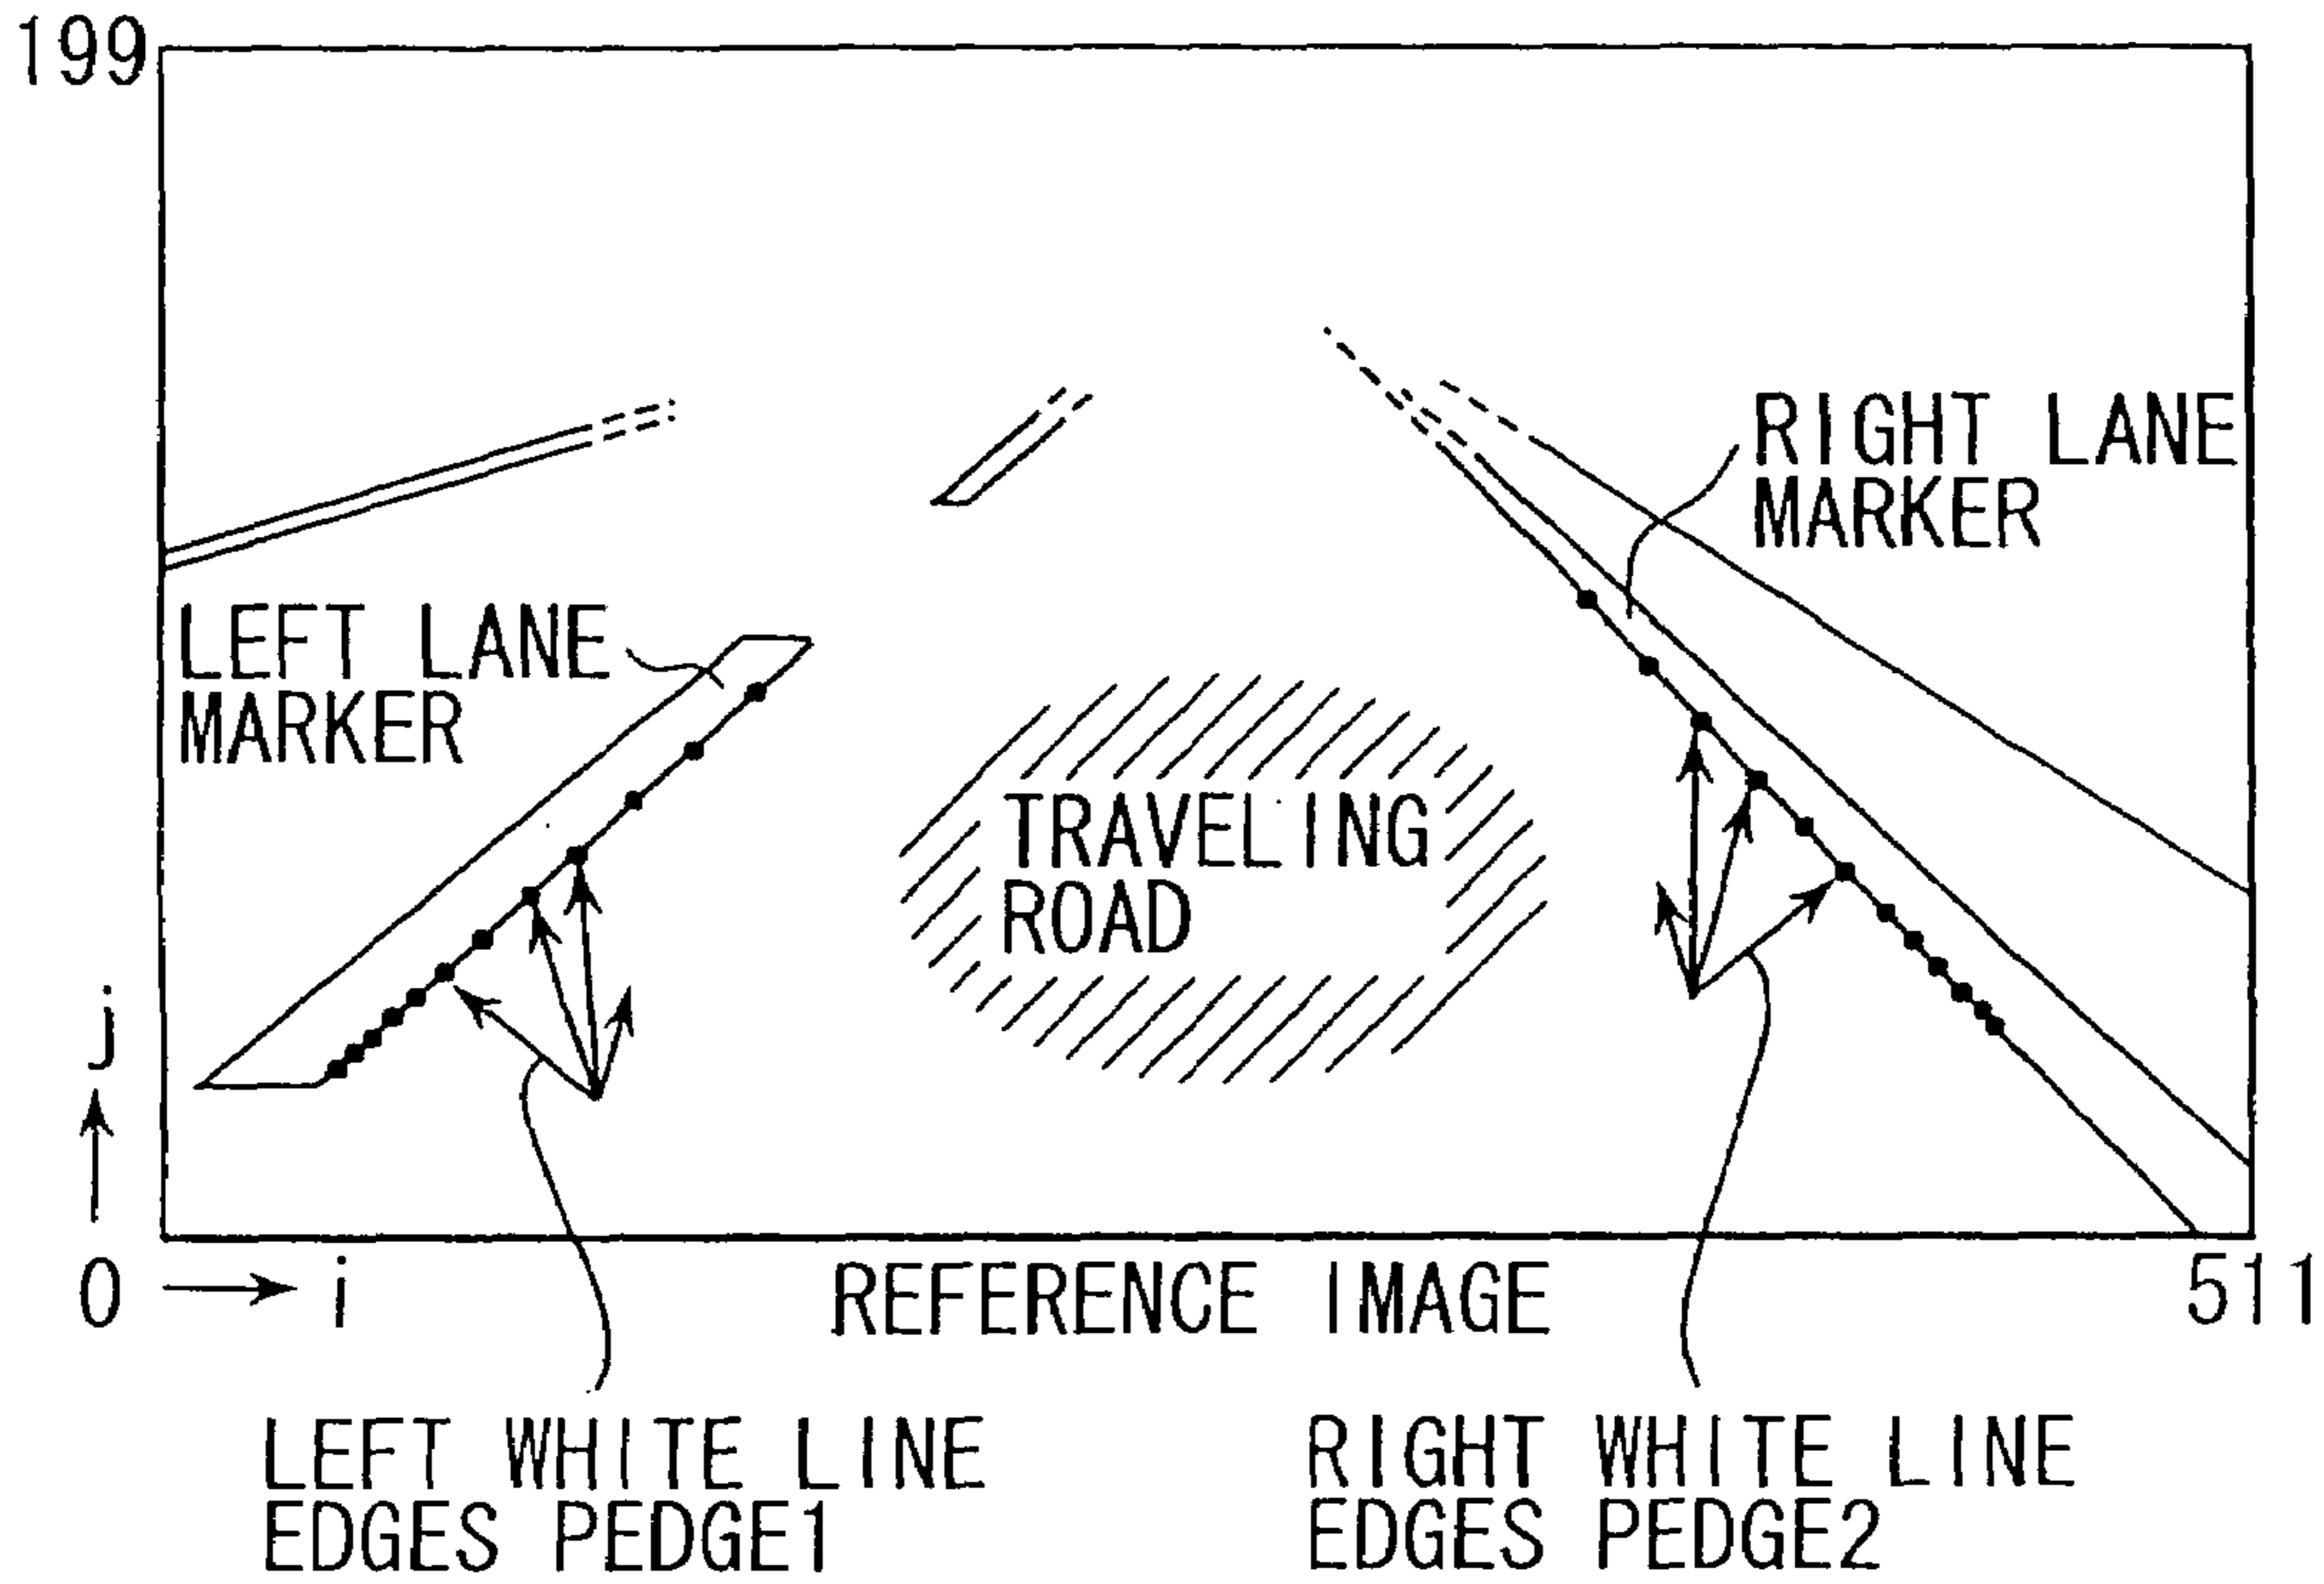 199
RIGHT LANE
MARKER
LEFT LANE
MARKER
TRAVELING
ROAD
j
0
i
REFERENCE IMAGE
511
LEFT WHITE LINE
EDGES PEDGE1
RIGHT WHITE LINE
EDGES PEDGE2